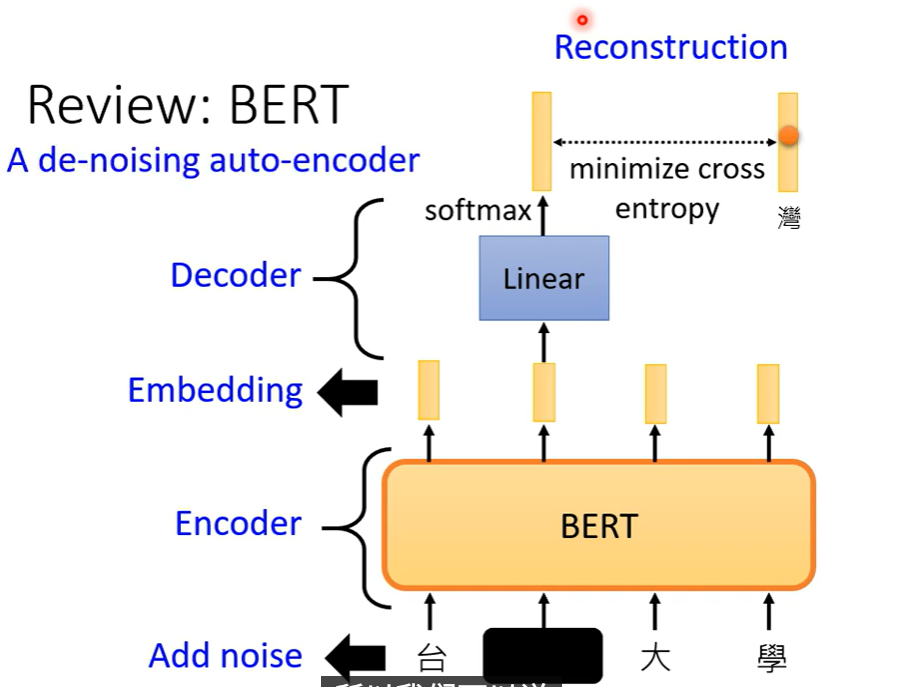 Reconstruction
Review: BERT
A de-noising auto-encoder
minimize cross
entropy
softmax
灣
Decoder
Linear
Embedding
Encoder
BERT
Add noise
台
大
學